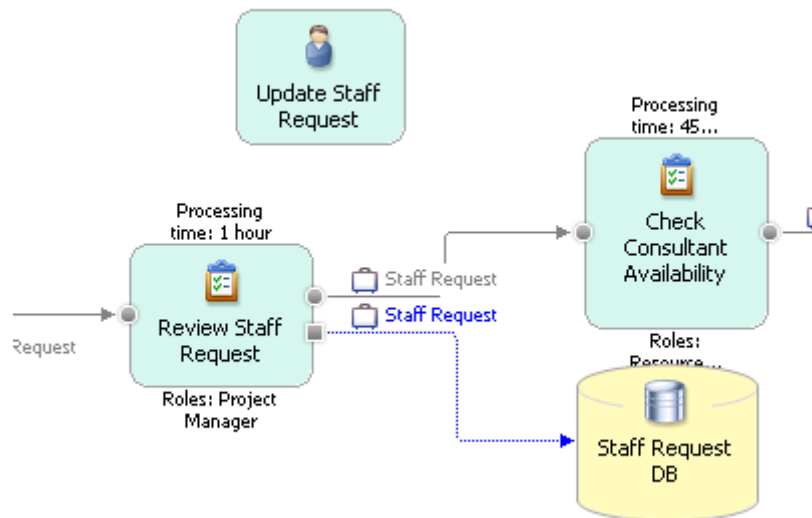 Update Staff
Request
Processing
time: 45...
Check
Consultant
Availability
Roles:
Resource...
Processing
time: 1 hour
Review Staff
Request
Roles: Project
Manager
Request
Staff Request
Staff Request
Staff Request
DB